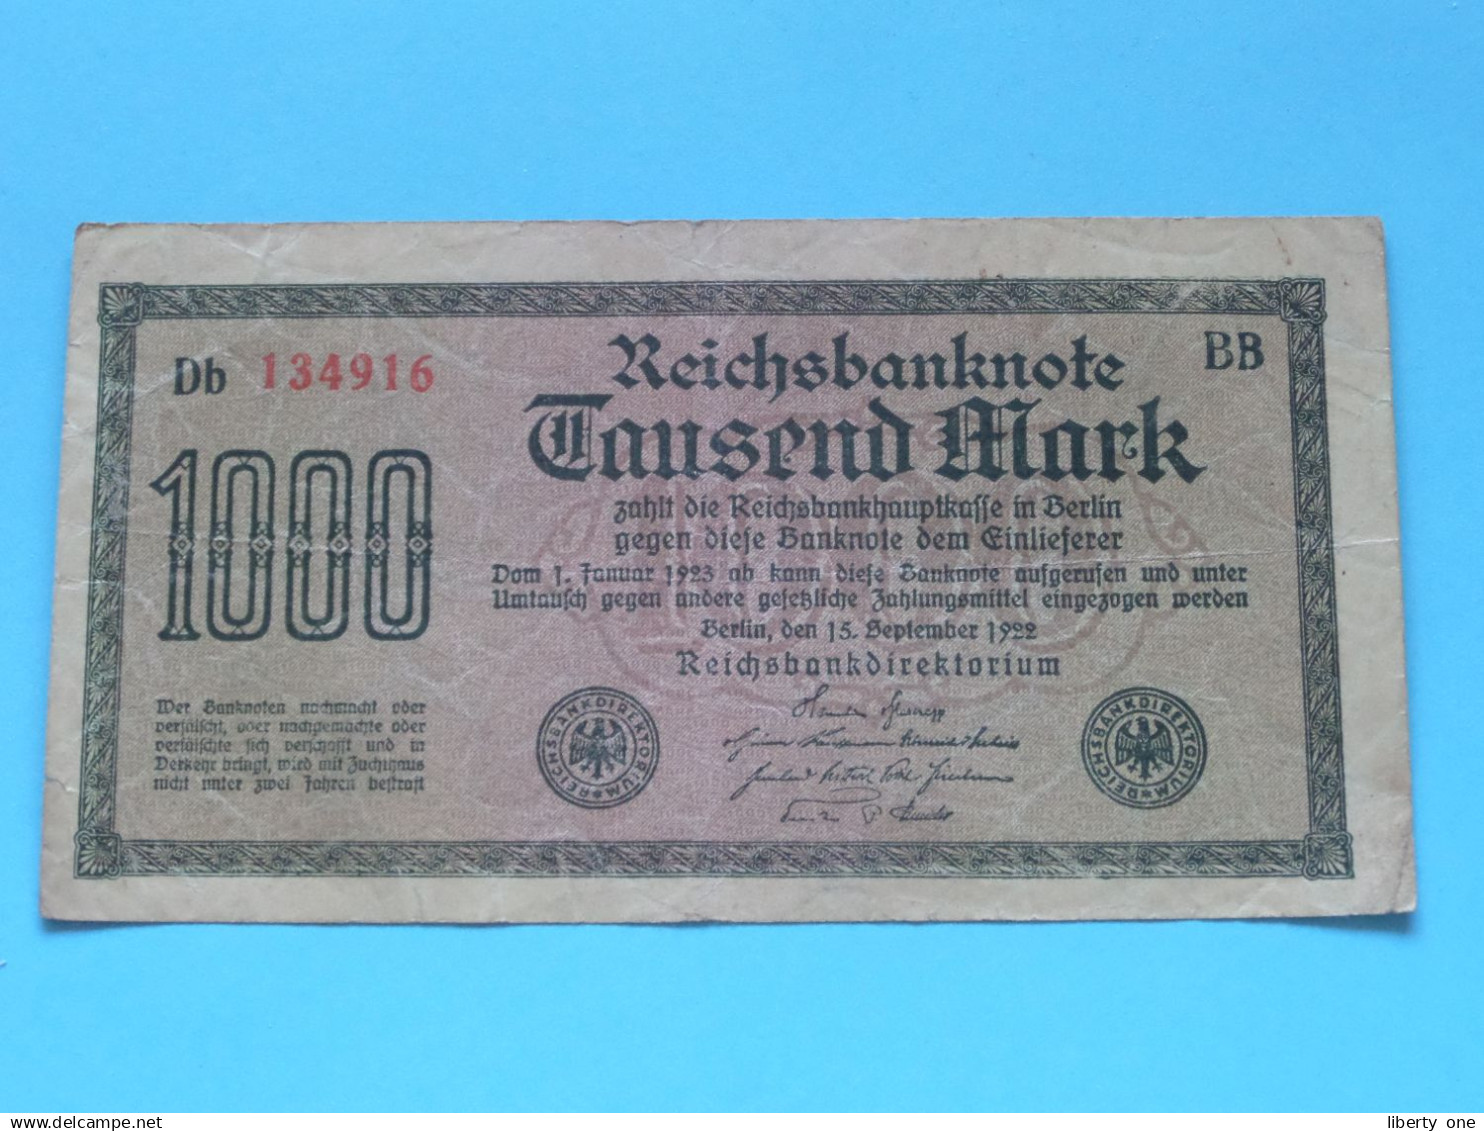 Db 134916
BB
Reichsbanknote
Tausend Mark
1000
zahlt die Reichsbankhauptkasse in Berlin
gegen diese Banknote dem Einlieferer
Vom 1. Januar 1923 ab kann diese Banknote aufgerufen und unter
Umtausch gegen andere gesetzliche Zahlungsmittel eingezogen werden
Berlin, den 15. September 1922
Reichsbankdirektorium
Wer Banknoten nachmacht oder
verfälscht, oder nachgemachte oder
verfälschte sich verschafft und in
Verkehr bringt, wird mit Zuchthaus
nicht unter zwei Jahren bestraft
REICHSBANKDIREKTORIUM
REICHSBANKDIREKTORIUM
www.delcampe.net
liberty_one